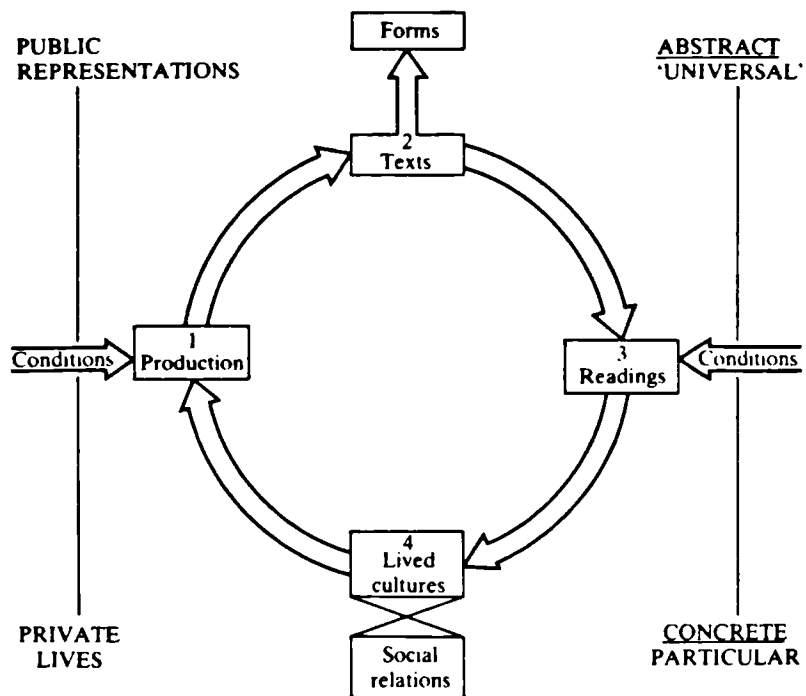 Forms
PUBLIC
REPRESENTATIONS
ABSTRACT
'UNIVERSAL'
2
Texts
1
Production
Conditions
3
Readings
Conditions
4
Lived
cultures
PRIVATE
LIVES
Social
relations
CONCRETE
PARTICULAR